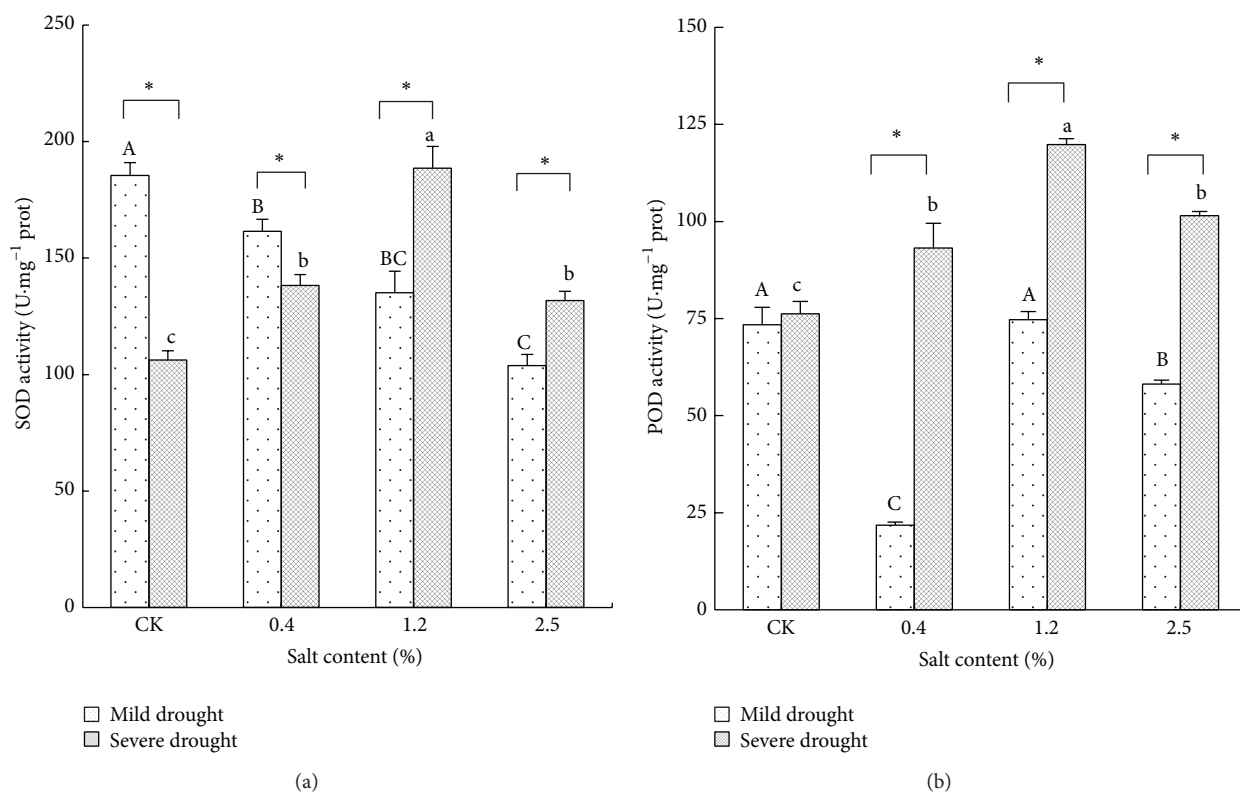 250
200
150
100
50
0
SOD activity (U·mg⁻¹ prot)
*
*
*
*
A
c
B
b
BC
a
C
b
CK 0.4 1.2 2.5
Salt content (%)
Mild drought
Severe drought
(a)
150
125
100
75
50
25
0
POD activity (U·mg⁻¹ prot)
*
*
*
A
c
C
b
A
a
B
b
CK 0.4 1.2 2.5
Salt content (%)
Mild drought
Severe drought
(b)